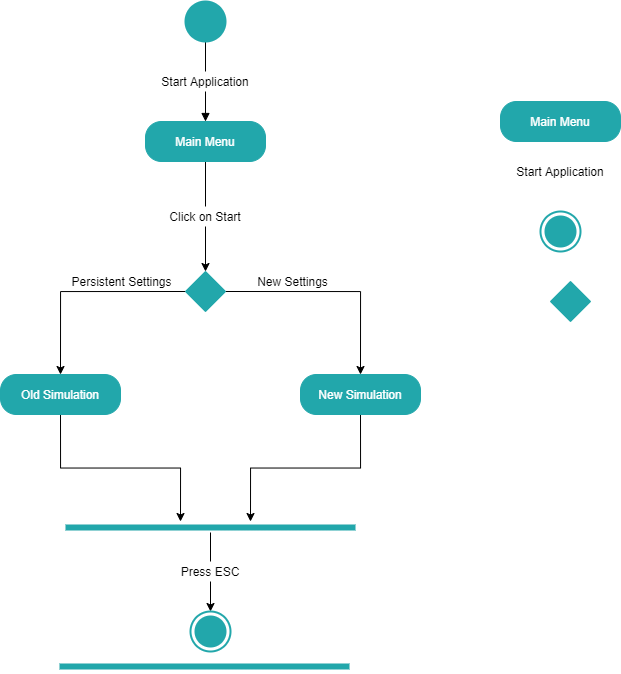 Start Application
Main Menu
Click on Start
Persistent Settings
New Settings
Old Simulation
New Simulation
Press ESC
Main Menu
Start Application